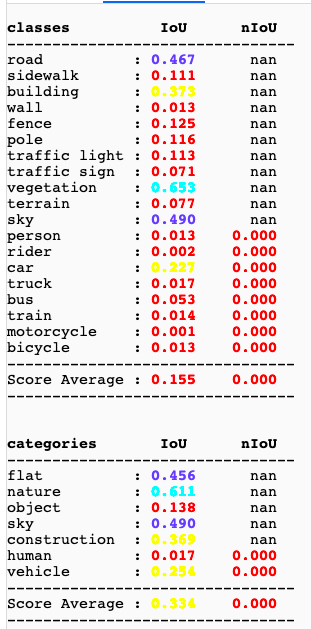 classes IoU nIoU
--------------------------------
road : 0.467 nan
sidewalk : 0.111 nan
building : 0.373 nan
wall : 0.013 nan
fence : 0.125 nan
pole : 0.116 nan
traffic light : 0.113 nan
traffic sign : 0.071 nan
vegetation : 0.653 nan
terrain : 0.077 nan
sky : 0.490 nan
person : 0.013 0.000
rider : 0.002 0.000
car : 0.227 0.000
truck : 0.017 0.000
bus : 0.053 0.000
train : 0.014 0.000
motorcycle : 0.001 0.000
bicycle : 0.013 0.000
--------------------------------
Score Average : 0.155 0.000
--------------------------------
categories IoU nIoU
--------------------------------
flat : 0.456 nan
nature : 0.611 nan
object : 0.138 nan
sky : 0.490 nan
construction : 0.369 nan
human : 0.017 0.000
vehicle : 0.254 0.000
--------------------------------
Score Average : 0.334 0.000
--------------------------------